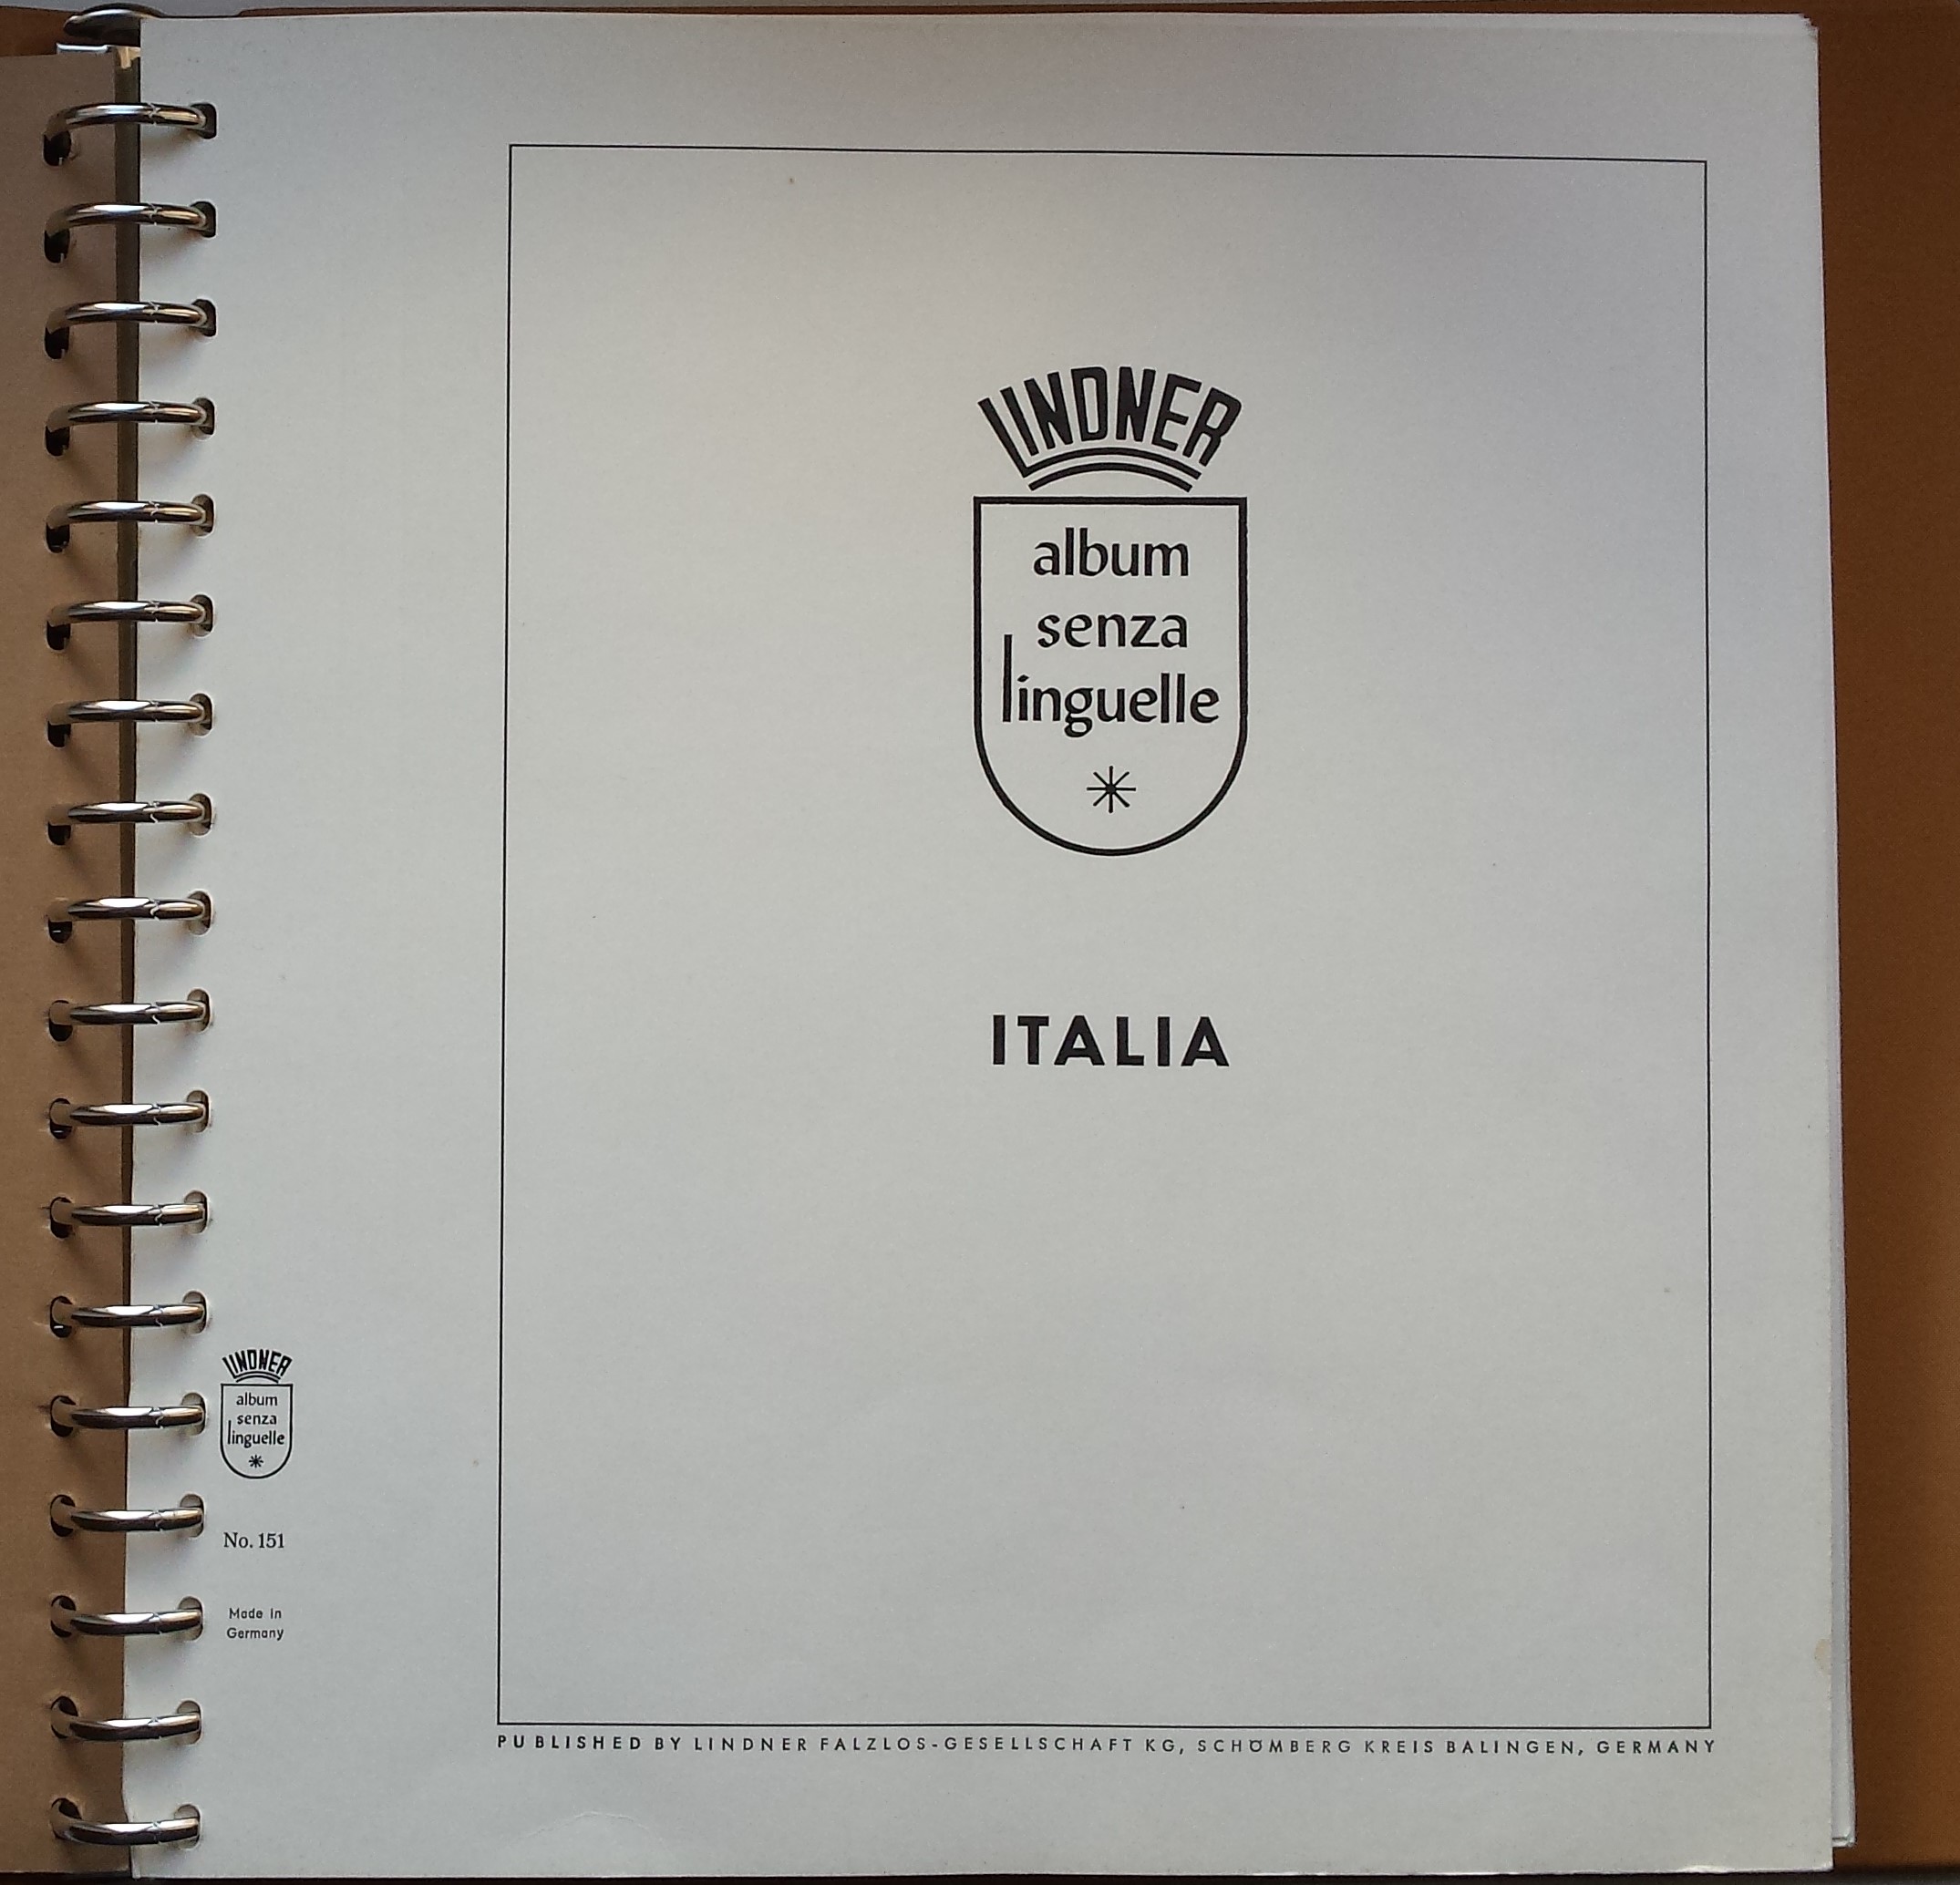 LINDNER
album
senza
linguelle
ITALIA
LINDNER
album
senza
linguelle
No. 151
Made in
Germany
PUBLISHED BY LINDNER FALZLOS-GESELLSCHAFT KG, SCHÖMBERG KREIS BALINGEN, GERMANY